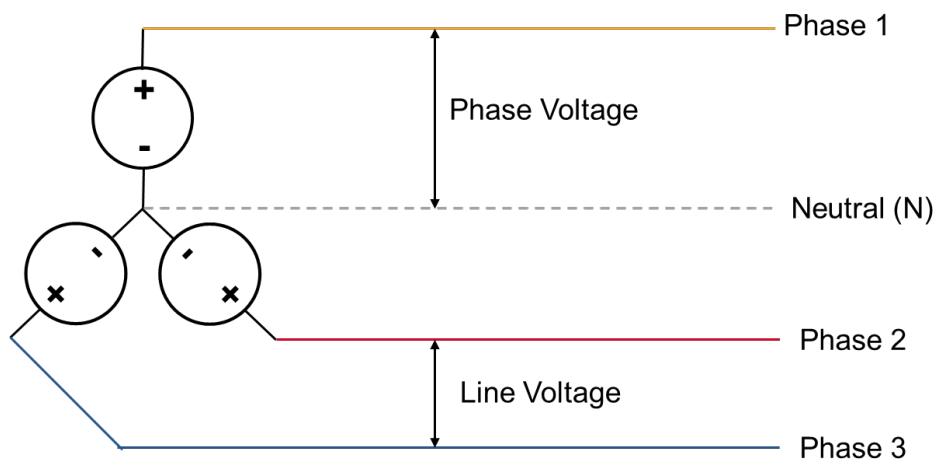 Phase 1
+
Phase Voltage
-
Neutral (N)
- -
+ +
Phase 2
Line Voltage
Phase 3